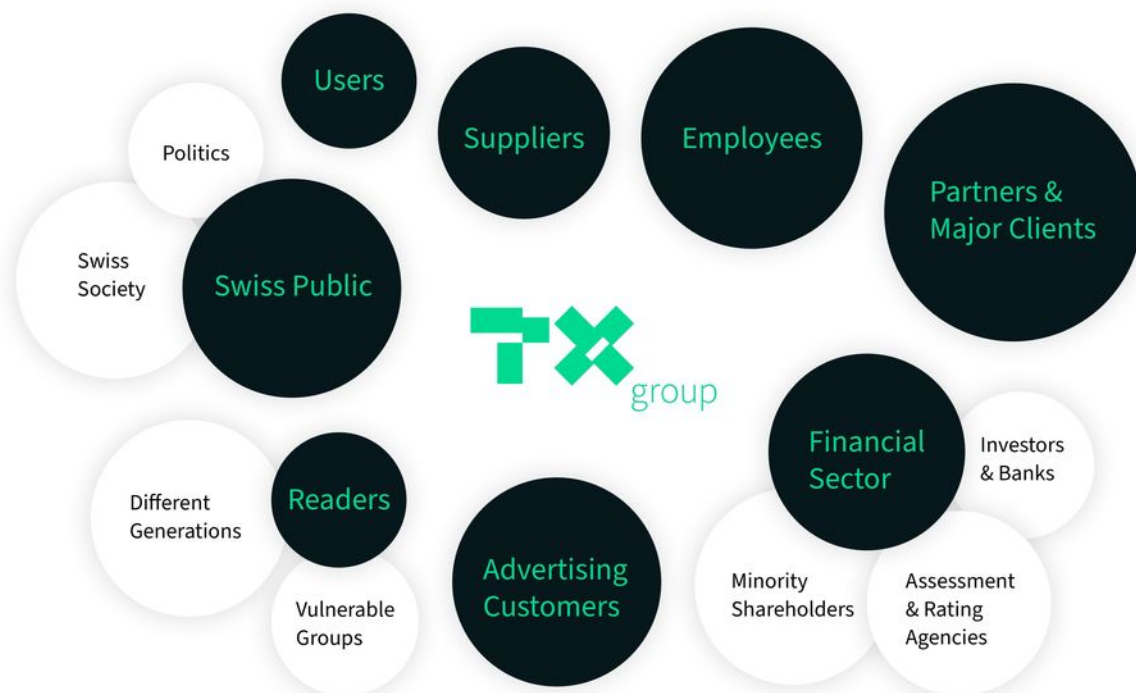 Users
Suppliers
Employees
Politics
Partners &
Major Clients
Swiss
Society
Swiss Public
TX
group
Financial
Sector
Investors
& Banks
Different
Generations
Readers
Advertising
Customers
Minority
Shareholders
Assessment
& Rating
Agencies
Vulnerable
Groups